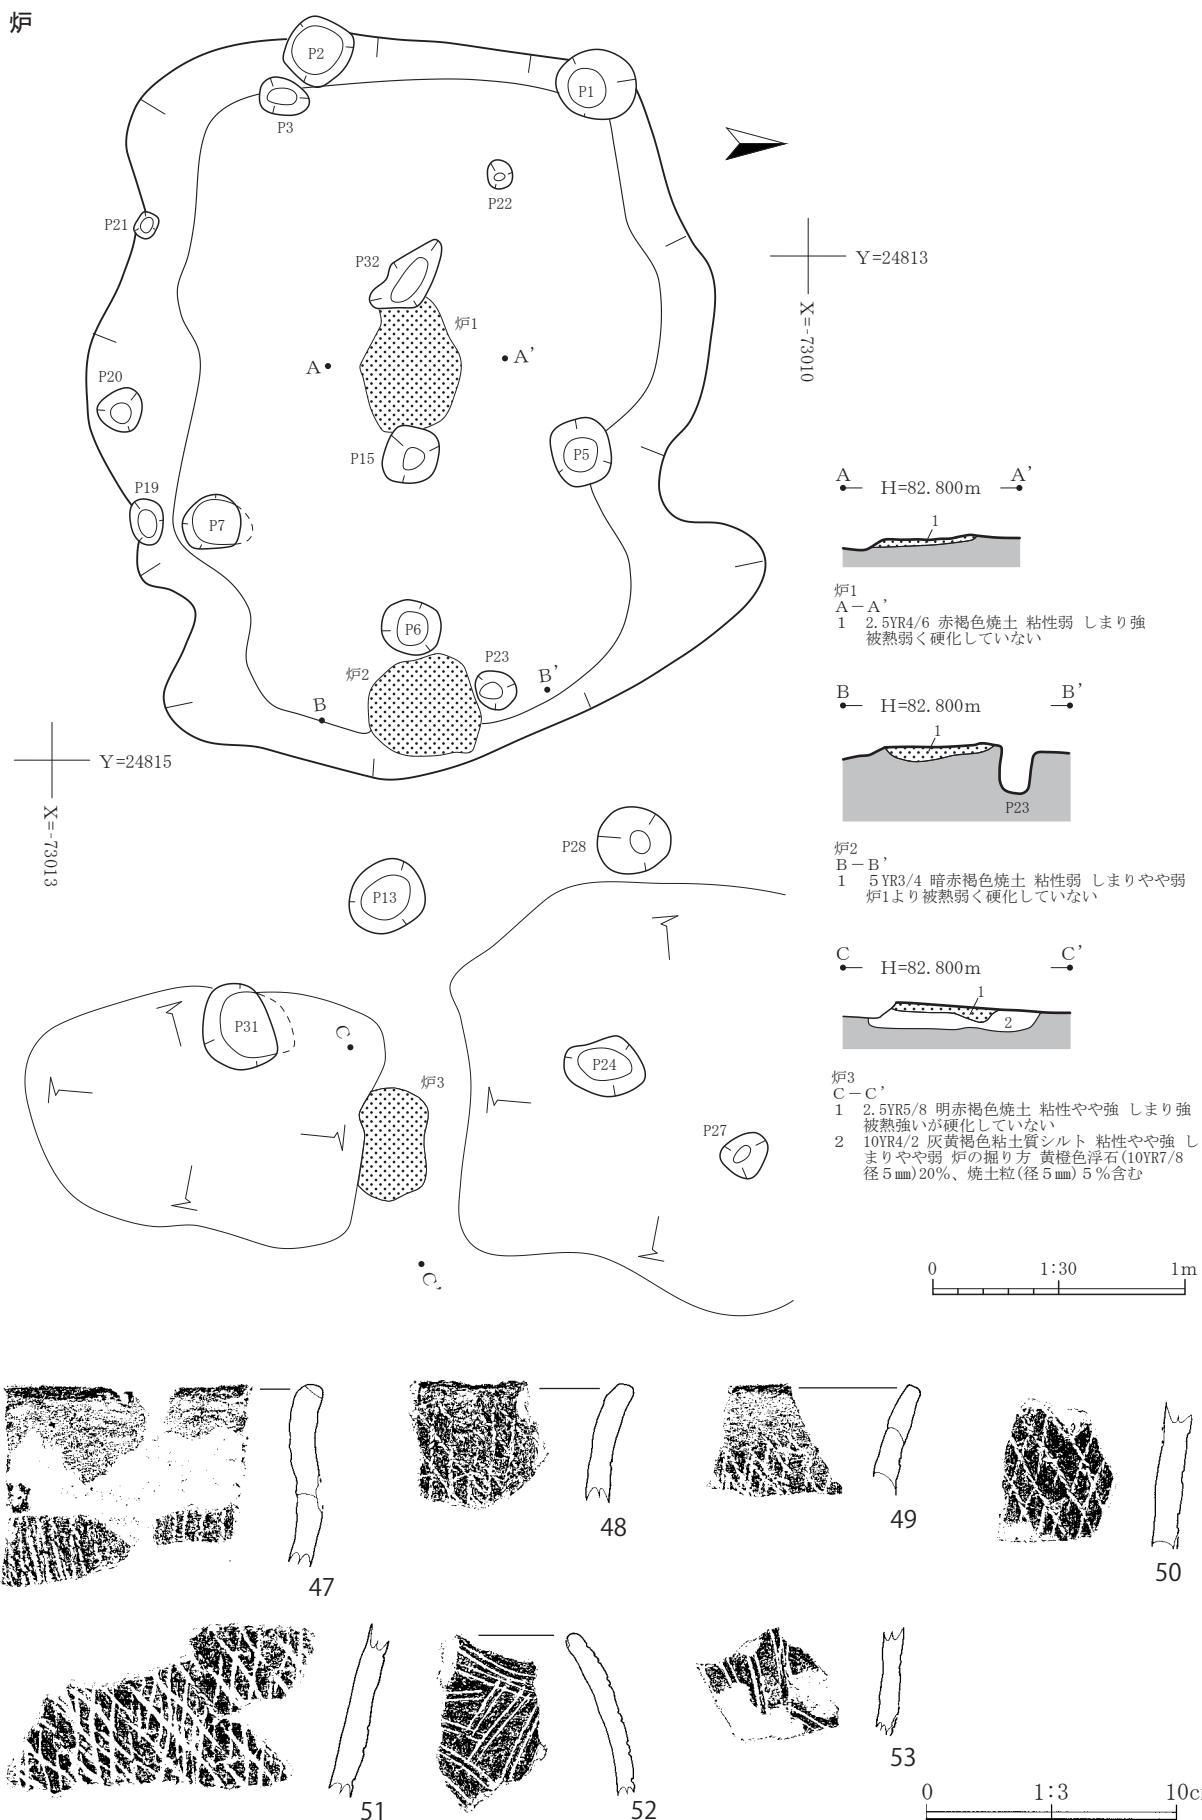 炉
P2
P1
P3
P22
P21
P32
炉1
A
A'
P20
P15
P5
P19
P7
P6
炉2
P23
B
B'
Y=24813
X=-73010
Y=24815
X=-73013
P28
P13
P31
C
炉3
C'
P24
P27
A
A'
H=82.800m
1
炉1
A－A'
1 2.5YR4/6 赤褐色焼土 粘性弱 しまり強
被熱弱く硬化していない
B
B'
H=82.800m
1
P23
炉2
B－B'
1 5YR3/4 暗赤褐色焼土 粘性弱 しまりやや弱
炉1より被熱弱く硬化していない
C
C'
H=82.800m
1
2
炉3
C－C'
1 2.5YR5/8 明赤褐色焼土 粘性やや強 しまり強
被熱強いが硬化していない
2 10YR4/2 灰黄褐色粘土質シルト 粘性やや強 し
まりやや弱 炉の掘り方 黄橙色浮石(10YR7/8
径５㎜)20%、焼土粒(径５㎜)５%含む
0 1:30 1m
47
48
49
50
51
52
53
0 1:3 10c